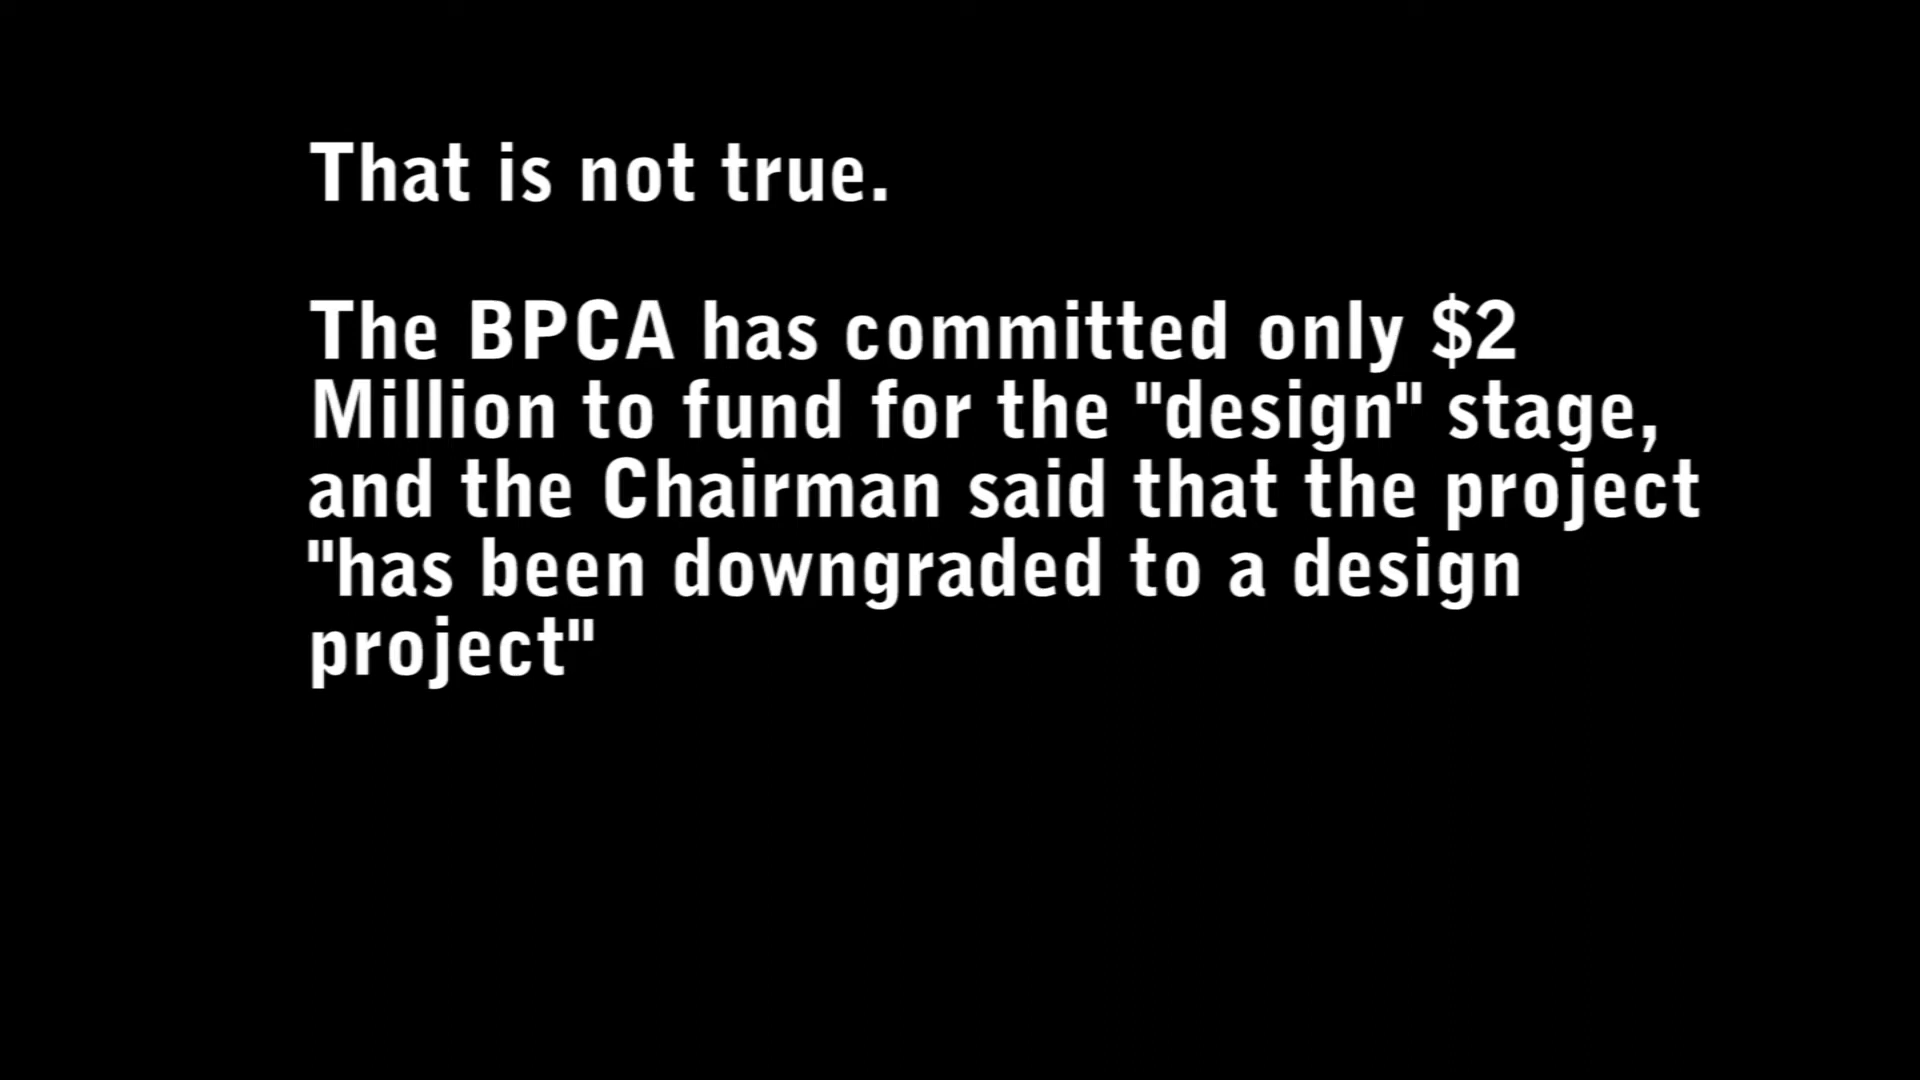 That is not true.
The BPCA has committed only $2
Million to fund for the "design" stage,
and the Chairman said that the project
"has been downgraded to a design
project"